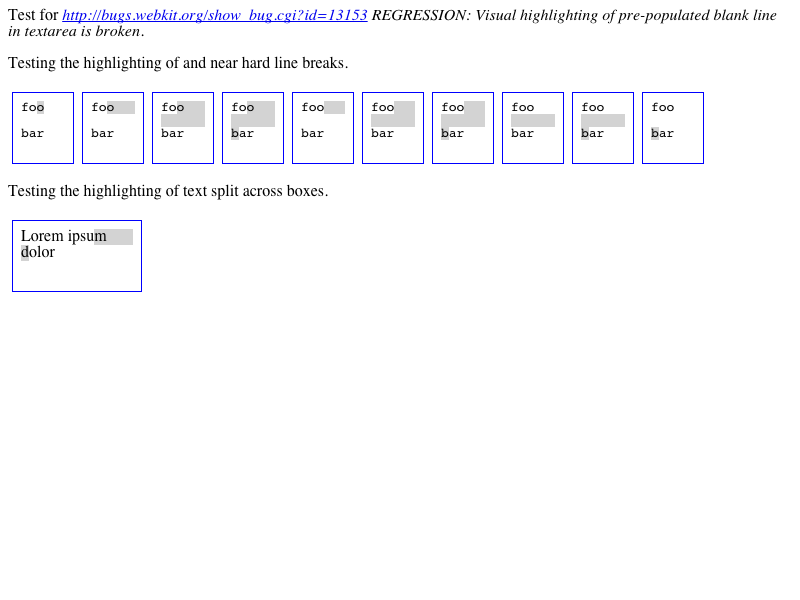 Test for http://bugs.webkit.org/show_bug.cgi?id=13153 REGRESSION: Visual highlighting of pre-populated blank line
in textarea is broken.
Testing the highlighting of and near hard line breaks.
foo foo foo foo foo foo foo foo foo foo
bar bar bar bar bar bar bar bar bar bar
Testing the highlighting of text split across boxes.
Lorem ipsum
dolor